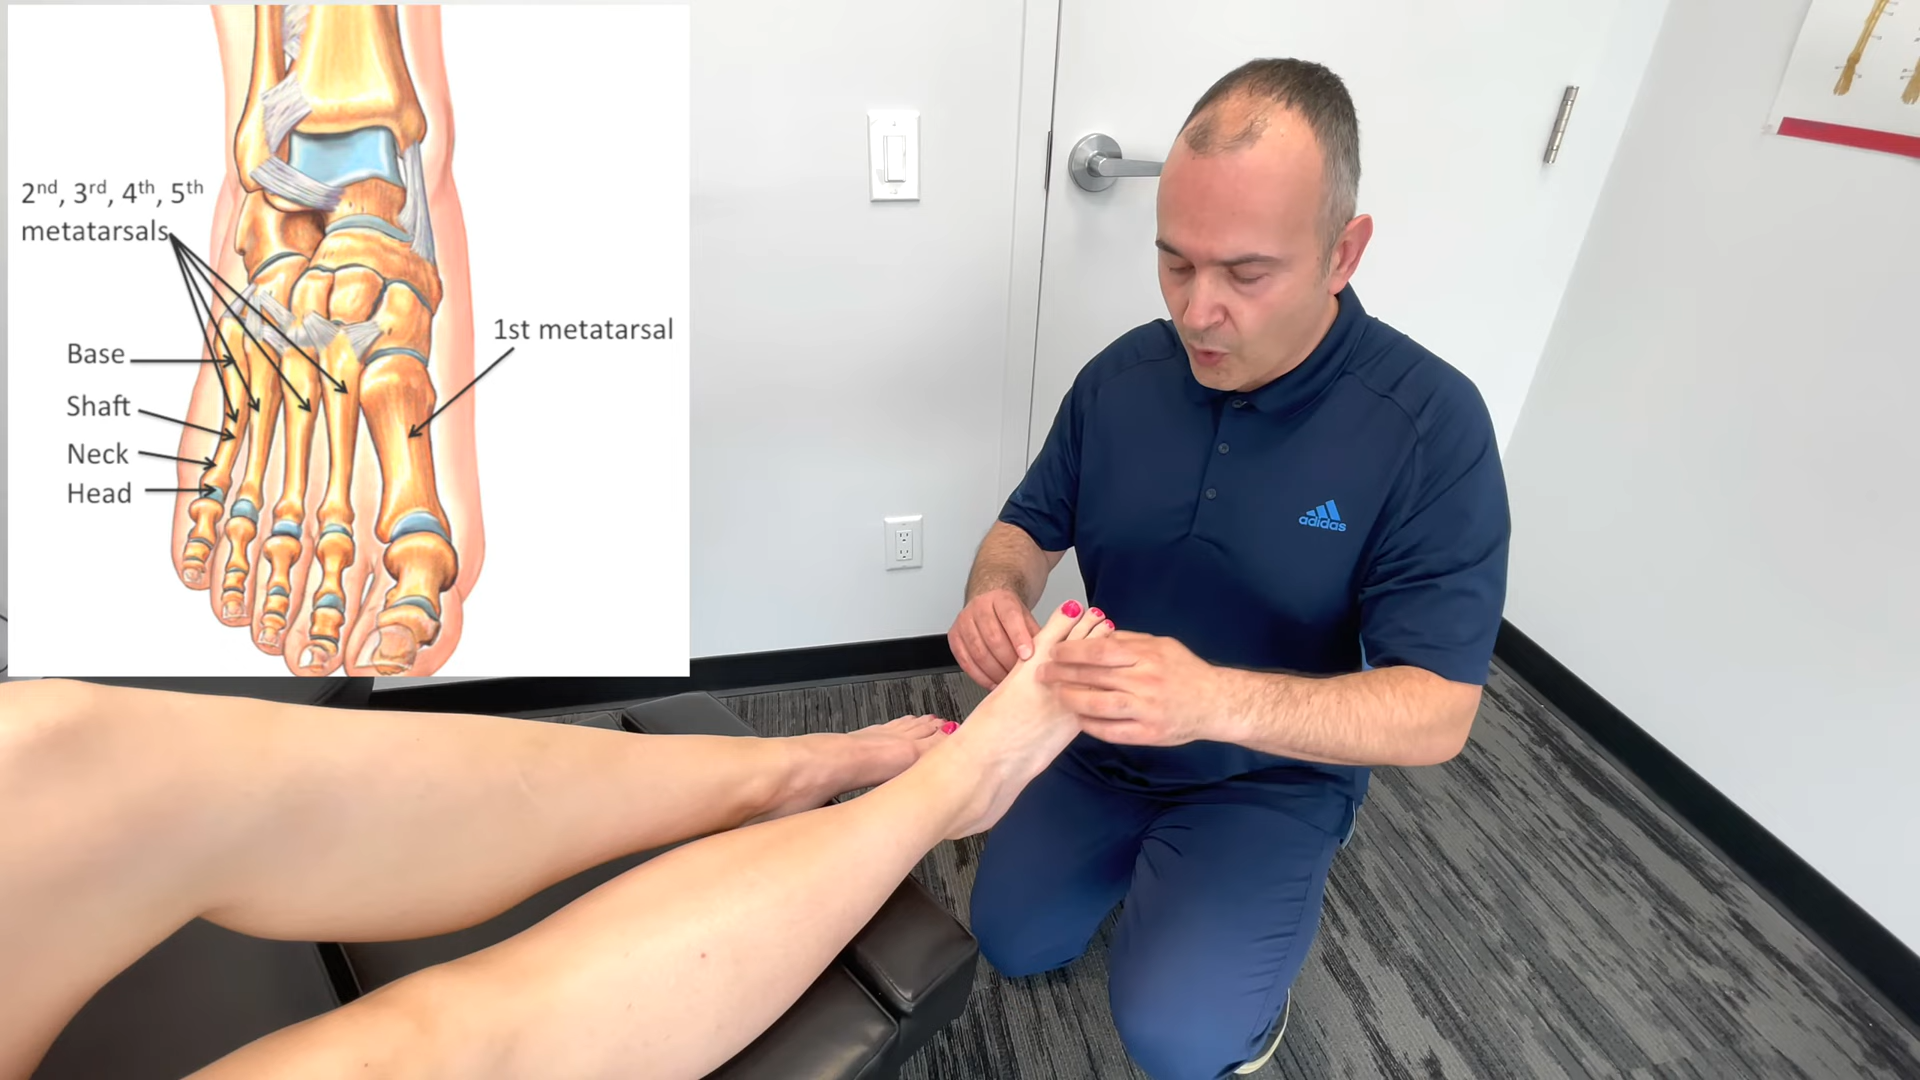 2nd, 3rd, 4th, 5th
metatarsals
1st metatarsal
Base
Shaft
Neck
Head
adidas